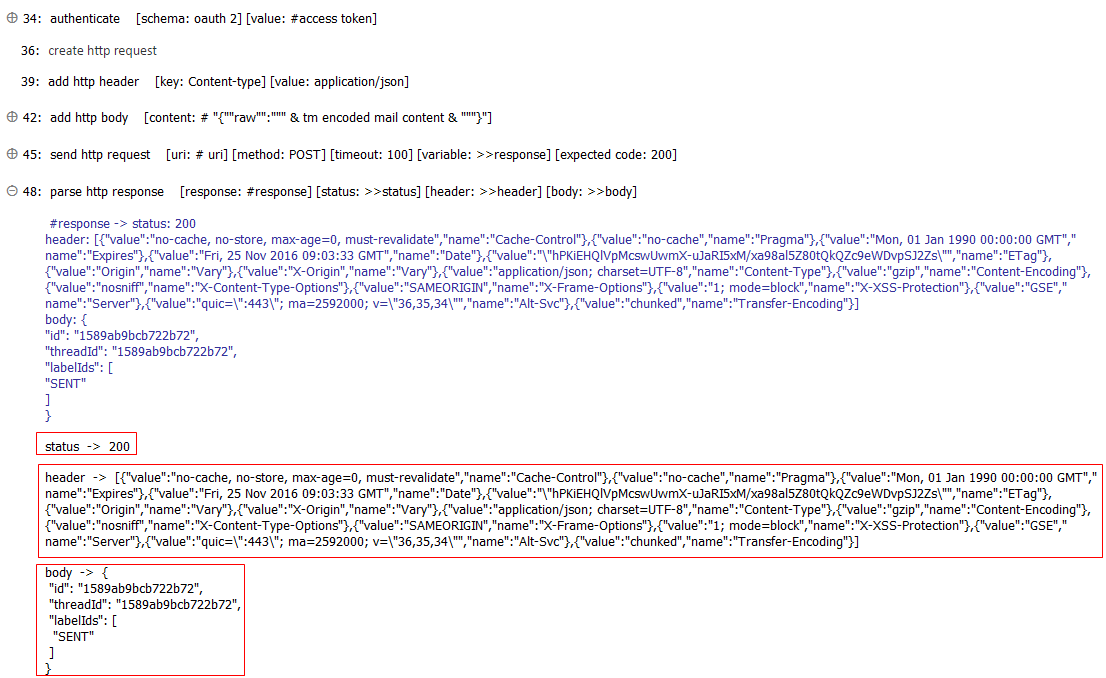 34: authenticate [schema: oauth 2] [value: #access token]
36: create http request
39: add http header [key: Content-type] [value: application/json]
42: add http body [content: # "{""raw"":""" & tm encoded mail content & """}"]
45: send http request [uri: # uri] [method: POST] [timeout: 100] [variable: >>response] [expected code: 200]
48: parse http response [response: #response] [status: >>status] [header: >>header] [body: >>body]
#response -> status: 200
header: [{"value":"no-cache, no-store, max-age=0, must-revalidate","name":"Cache-Control"},{"value":"no-cache","name":"Pragma"},{"value":"Mon, 01 Jan 1990 00:00:00 GMT","
name":"Expires"},{"value":"Fri, 25 Nov 2016 09:03:33 GMT","name":"Date"},{"value":"\"hPKiEHQlVpMcswUwmX-uJaRI5xM/xa98al5Z80tQkQZc9eWDvpSJ2Zs\"","name":"ETag"},
{"value":"Origin","name":"Vary"},{"value":"X-Origin","name":"Vary"},{"value":"application/json; charset=UTF-8","name":"Content-Type"},{"value":"gzip","name":"Content-Encoding"},
{"value":"nosniff","name":"X-Content-Type-Options"},{"value":"SAMEORIGIN","name":"X-Frame-Options"},{"value":"1; mode=block","name":"X-XSS-Protection"},{"value":"GSE","
name":"Server"},{"value":"quic=\":443\"; ma=2592000; v=\"36,35,34\"","name":"Alt-Svc"},{"value":"chunked","name":"Transfer-Encoding"}]
body: {
"id": "1589ab9bcb722b72",
"threadId": "1589ab9bcb722b72",
"labelIds": [
"SENT"
]
}
status -> 200
header -> [{"value":"no-cache, no-store, max-age=0, must-revalidate","name":"Cache-Control"},{"value":"no-cache","name":"Pragma"},{"value":"Mon, 01 Jan 1990 00:00:00 GMT","
name":"Expires"},{"value":"Fri, 25 Nov 2016 09:03:33 GMT","name":"Date"},{"value":"\"hPKiEHQlVpMcswUwmX-uJaRI5xM/xa98al5Z80tQkQZc9eWDvpSJ2Zs\"","name":"ETag"},
{"value":"Origin","name":"Vary"},{"value":"X-Origin","name":"Vary"},{"value":"application/json; charset=UTF-8","name":"Content-Type"},{"value":"gzip","name":"Content-Encoding"},
{"value":"nosniff","name":"X-Content-Type-Options"},{"value":"SAMEORIGIN","name":"X-Frame-Options"},{"value":"1; mode=block","name":"X-XSS-Protection"},{"value":"GSE","
name":"Server"},{"value":"quic=\":443\"; ma=2592000; v=\"36,35,34\"","name":"Alt-Svc"},{"value":"chunked","name":"Transfer-Encoding"}]
body -> {
"id": "1589ab9bcb722b72",
"threadId": "1589ab9bcb722b72",
"labelIds": [
"SENT"
]
}